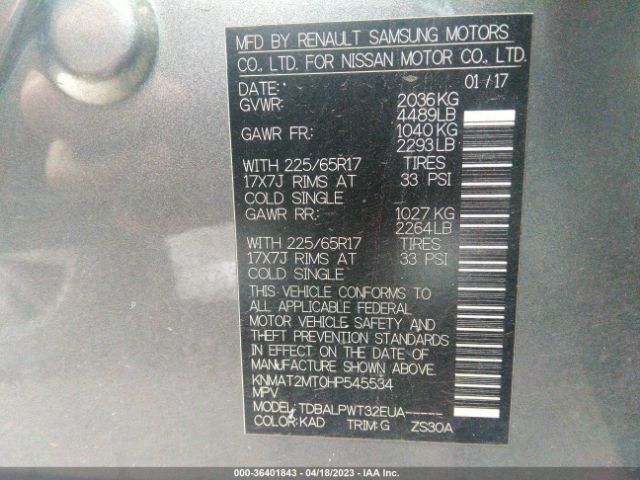 MFD BY RENAULT SAMSUNG MOTORS
CO., LTD. FOR NISSAN MOTOR CO., LTD.
DATE: 01/17
GVWR: 2036KG
4489LB
GAWR FR: 1040KG
2293LB
WITH 225/65R17 TIRES
17X7J RIMS AT 33 PSI
COLD SINGLE
GAWR RR: 1027KG
2264LB
WITH 225/65R17 TIRES
17X7J RIMS AT 33 PSI
COLD SINGLE
THIS VEHICLE CONFORMS TO
ALL APPLICABLE FEDERAL
MOTOR VEHICLE SAFETY AND
THEFT PREVENTION STANDARDS
IN EFFECT ON THE DATE OF
MANUFACTURE SHOWN ABOVE.
KNMAT2MT0HP545534
MPV
MODEL: TDBALPWT32EUA-----
COLOR: KAD TRIM: G ZS30A
000-36401843 - 04/18/2023 - IAA Inc.